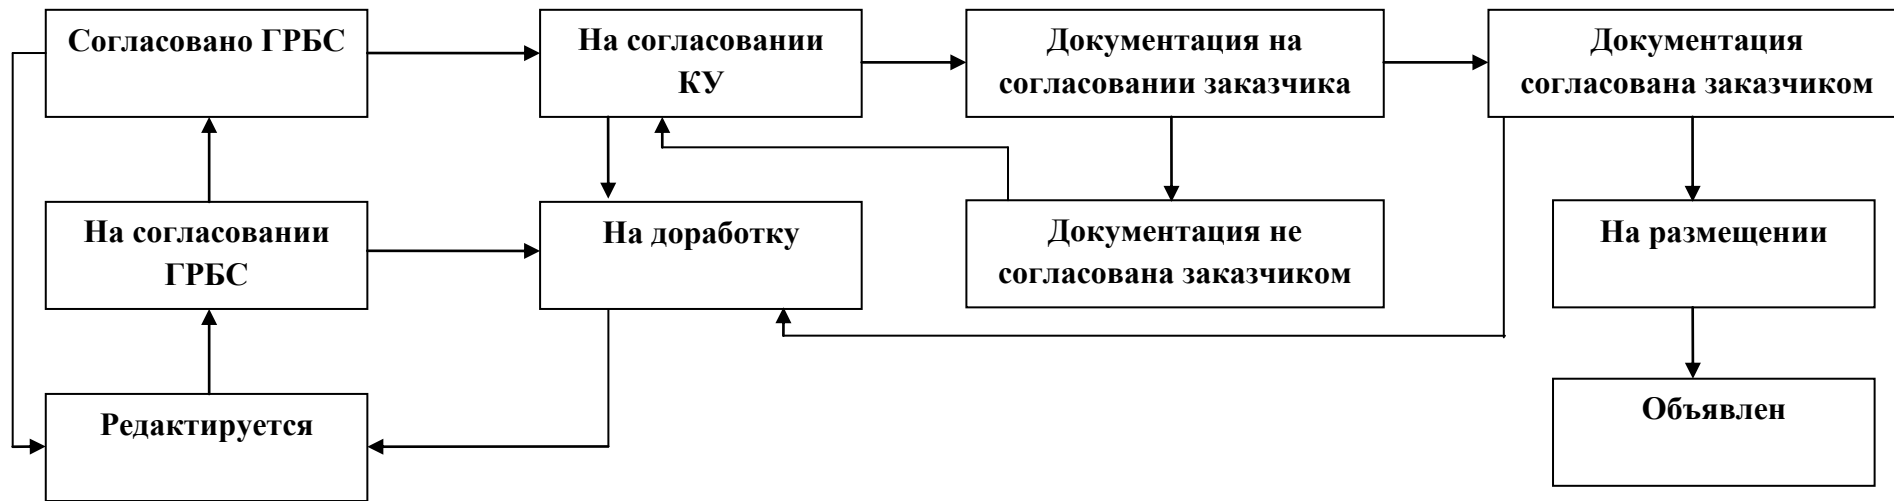 Согласовано ГРБС
На согласовании
КУ
Документация на
согласовании заказчика
Документация
согласована заказчиком
На согласовании
ГРБС
На доработку
Документация не
согласована заказчиком
На размещении
Редактируется
Объявлен